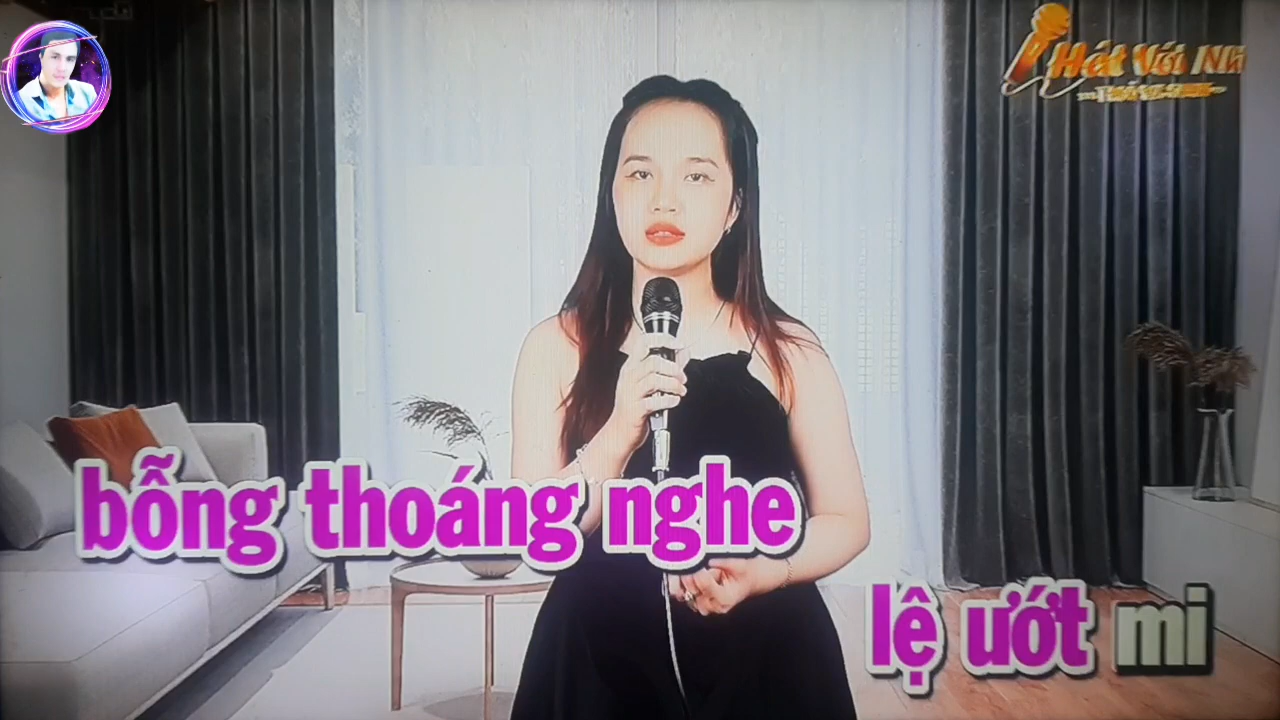 Hát Với Nhi
bỗng thoáng nghe
lệ ướt mi